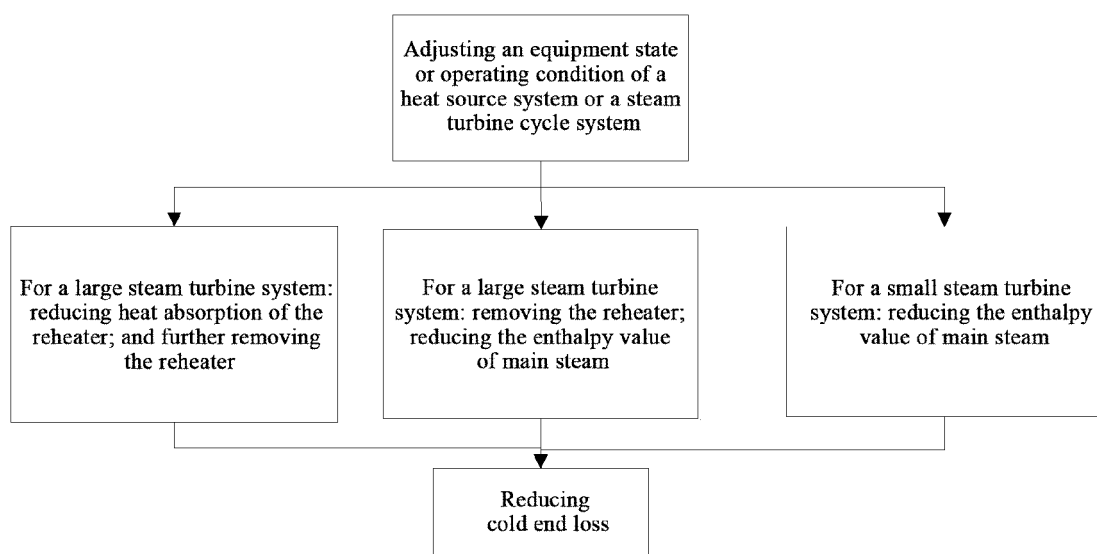 Adjusting an equipment state
or operating condition of a
heat source system or a steam
turbine cycle system
For a large steam turbine system:
reducing heat absorption of the
reheater; and further removing
the reheater
For a large steam turbine
system: removing the reheater;
reducing the enthalpy value
of main steam
For a small steam turbine
system: reducing the enthalpy
value of main steam
Reducing
cold end loss